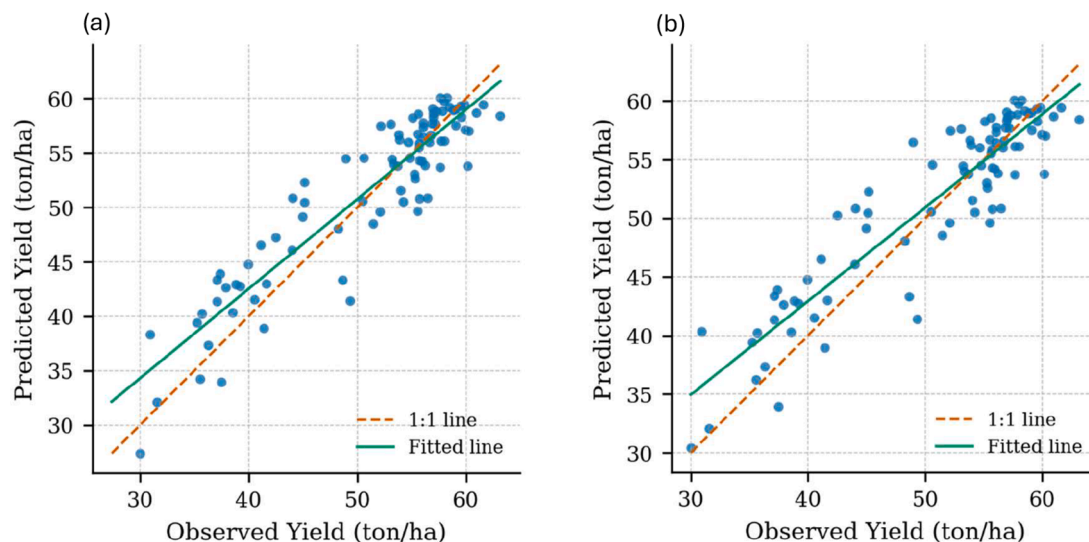 (a)
Predicted Yield (ton/ha)
60
55
50
45
40
35
30
1:1 line
Fitted line
30 40 50 60
Observed Yield (ton/ha)
(b)
Predicted Yield (ton/ha)
60
55
50
45
40
35
30
1:1 line
Fitted line
30 40 50 60
Observed Yield (ton/ha)